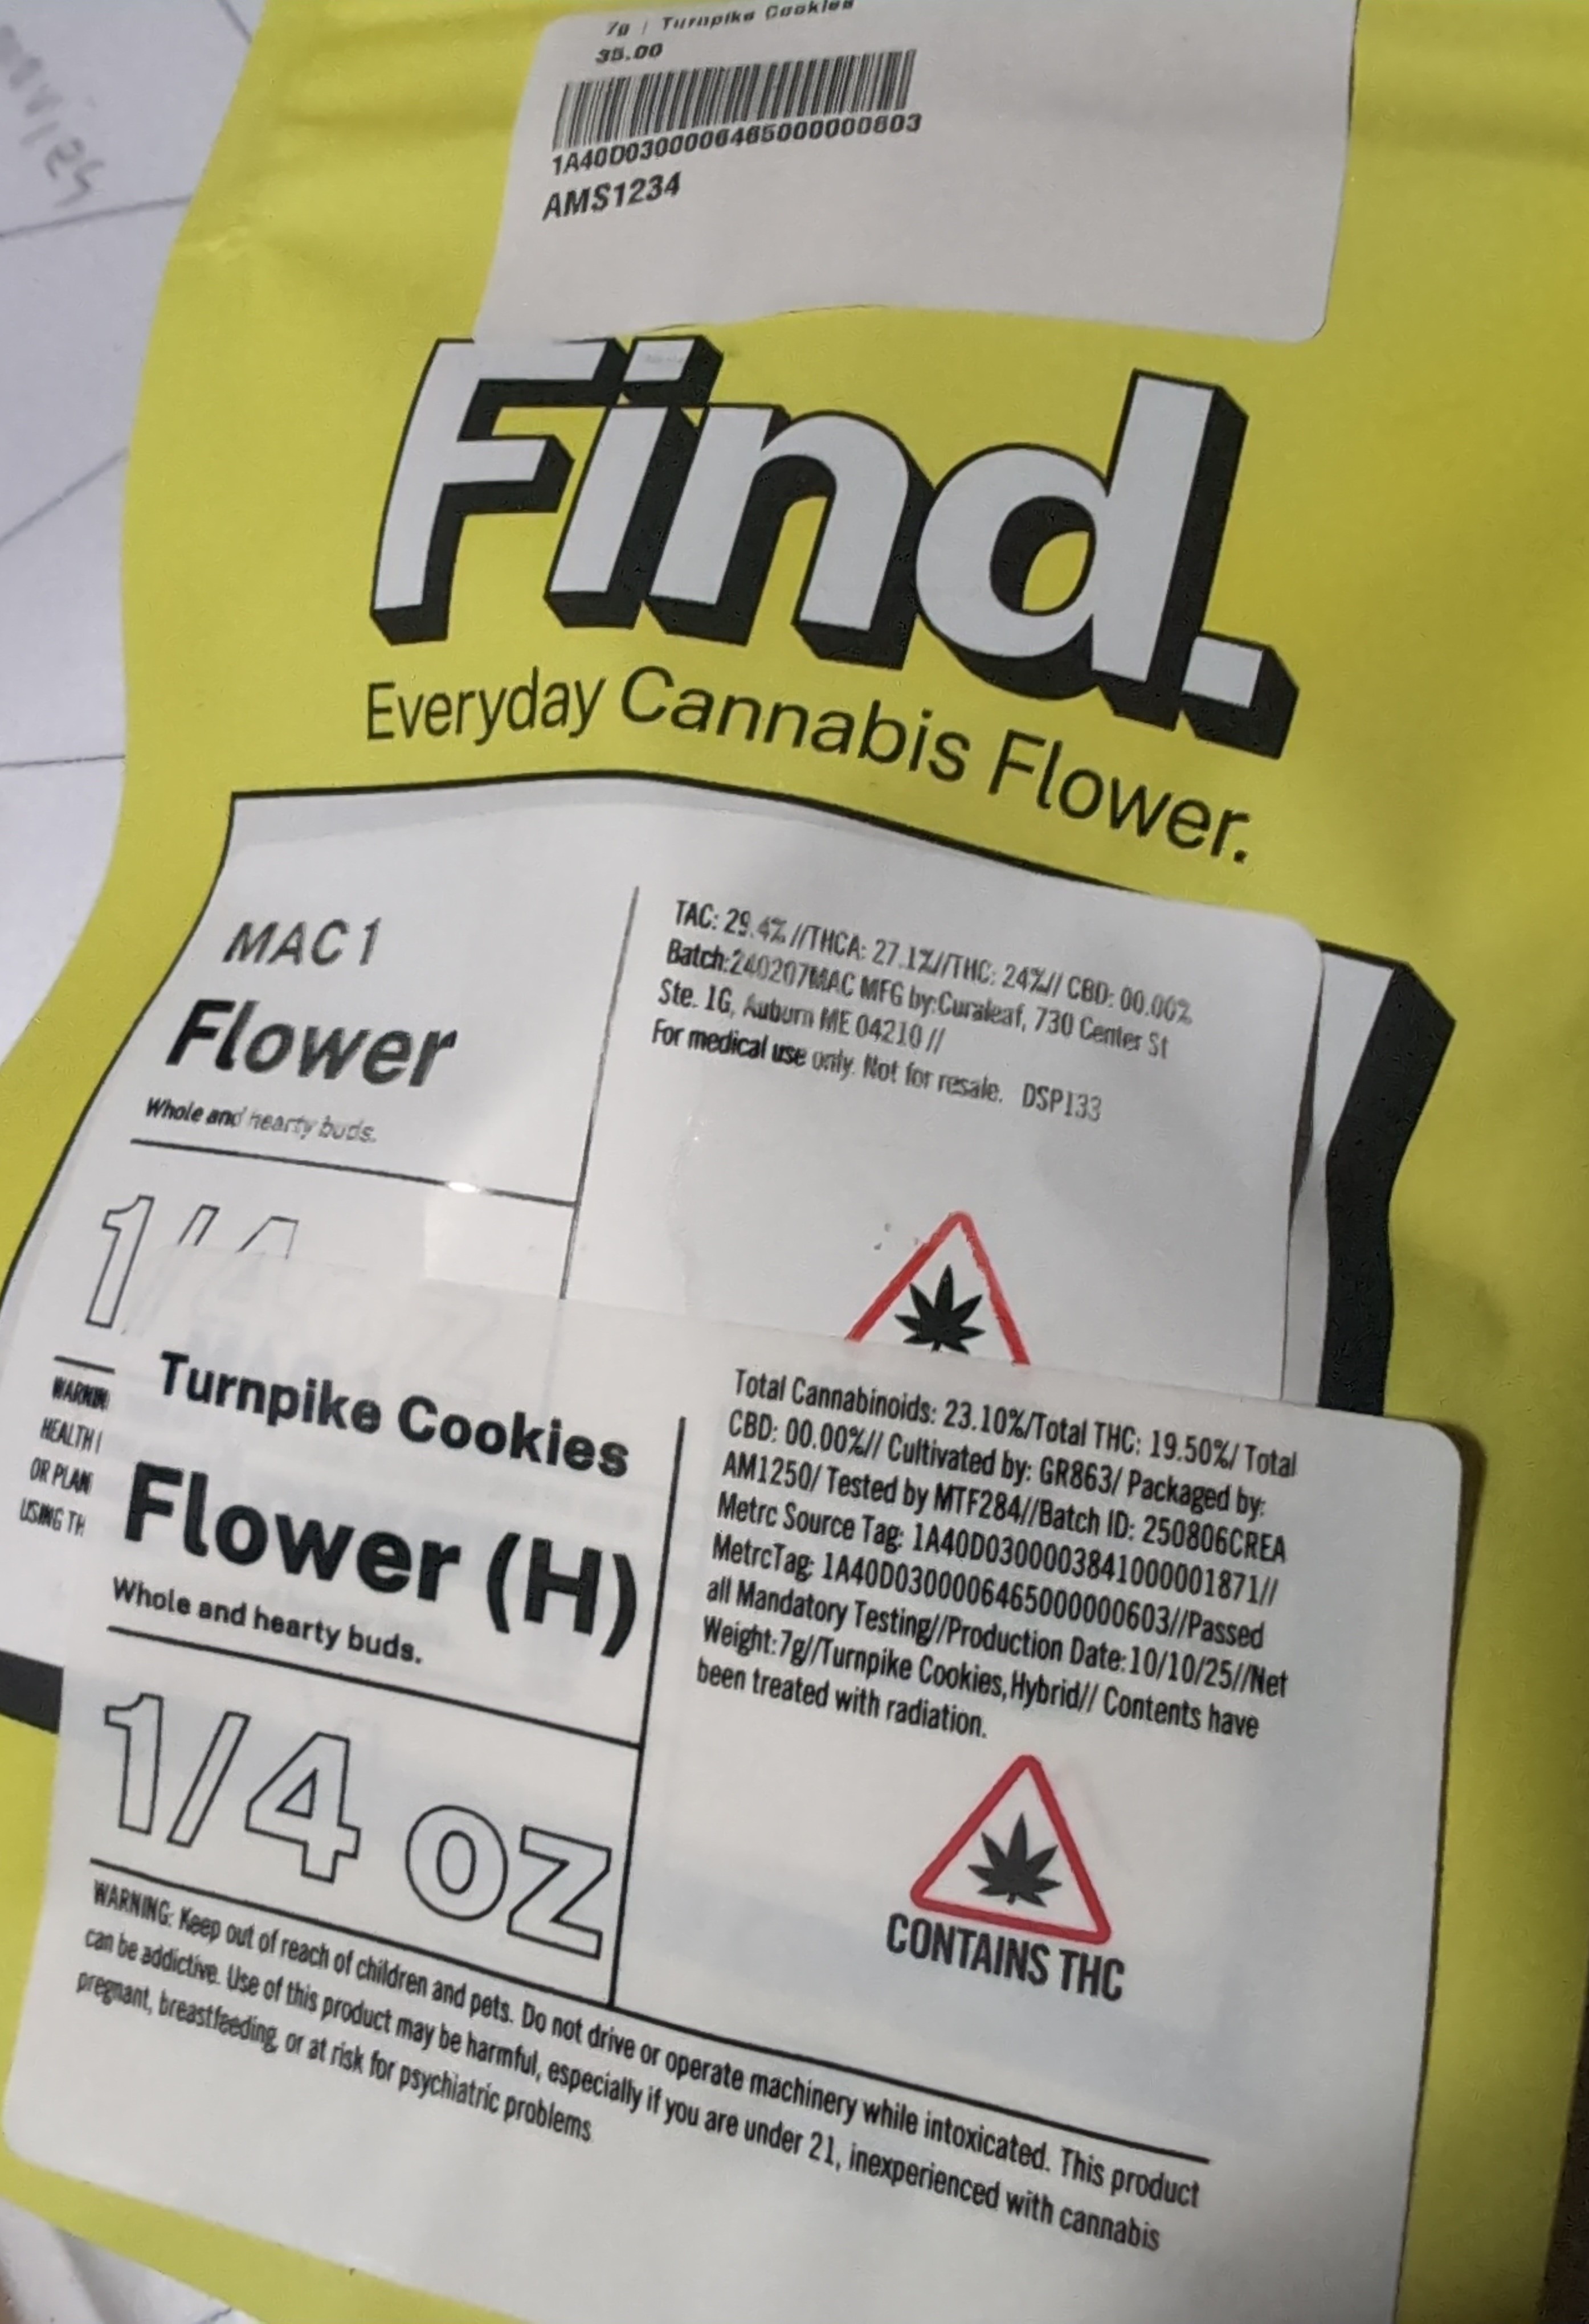 7g | Turnpike Cookies
35.00
1A40D0300006465000000603
AMS1234
Find.
Everyday Cannabis Flower.
MAC 1
Flower
Whole and hearty buds.
1/4
TAC: 29.4%//THCA: 27.1%//THC: 24%// CBD: 00.00%
Batch:240207MAC MFG by:Curaleaf, 730 Center St
Ste. 1G, Auburn ME 04210 //
For medical use only. Not for resale. DSP133
WARNIN
HEALTH
OR PLAN
USING TH
Turnpike Cookies
Flower (H)
Whole and hearty buds.
1/4 oz
Total Cannabinoids: 23.10%/Total THC: 19.50%/ Total
CBD: 00.00%// Cultivated by: GR863/ Packaged by:
AM1250/ Tested by MTF284//Batch ID: 250806CREA
Metrc Source Tag: 1A40D0300003841000001871//
MetrcTag: 1A40D0300006465000000603//Passed
all Mandatory Testing//Production Date:10/10/25//Net
Weight:7g//Turnpike Cookies,Hybrid// Contents have
been treated with radiation.
CONTAINS THC
WARNING: Keep out of reach of children and pets. Do not drive or operate machinery while intoxicated. This product
can be addictive. Use of this product may be harmful, especially if you are under 21, inexperienced with cannabis
pregnant, breastfeeding, or at risk for psychiatric problems